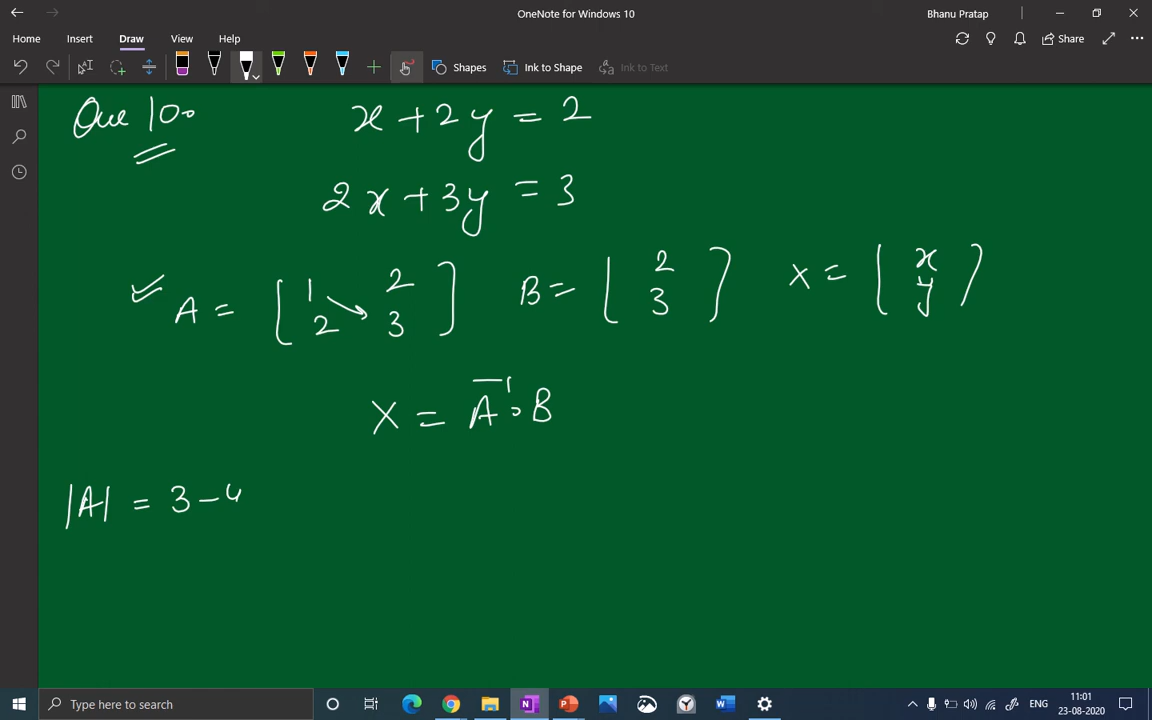 OneNote for Windows 10
Bhanu Pratap
Home Insert Draw View Help
Share
Shapes Ink to Shape Ink to Text
Que 10.
x + 2y = 2
2x + 3y = 3
A = [1 2
2 3] B = [2
3] X = [x
y]
X = A⁻¹ . B
|A| = 3 - 4
Type here to search
ENG
11:01
23-08-2020